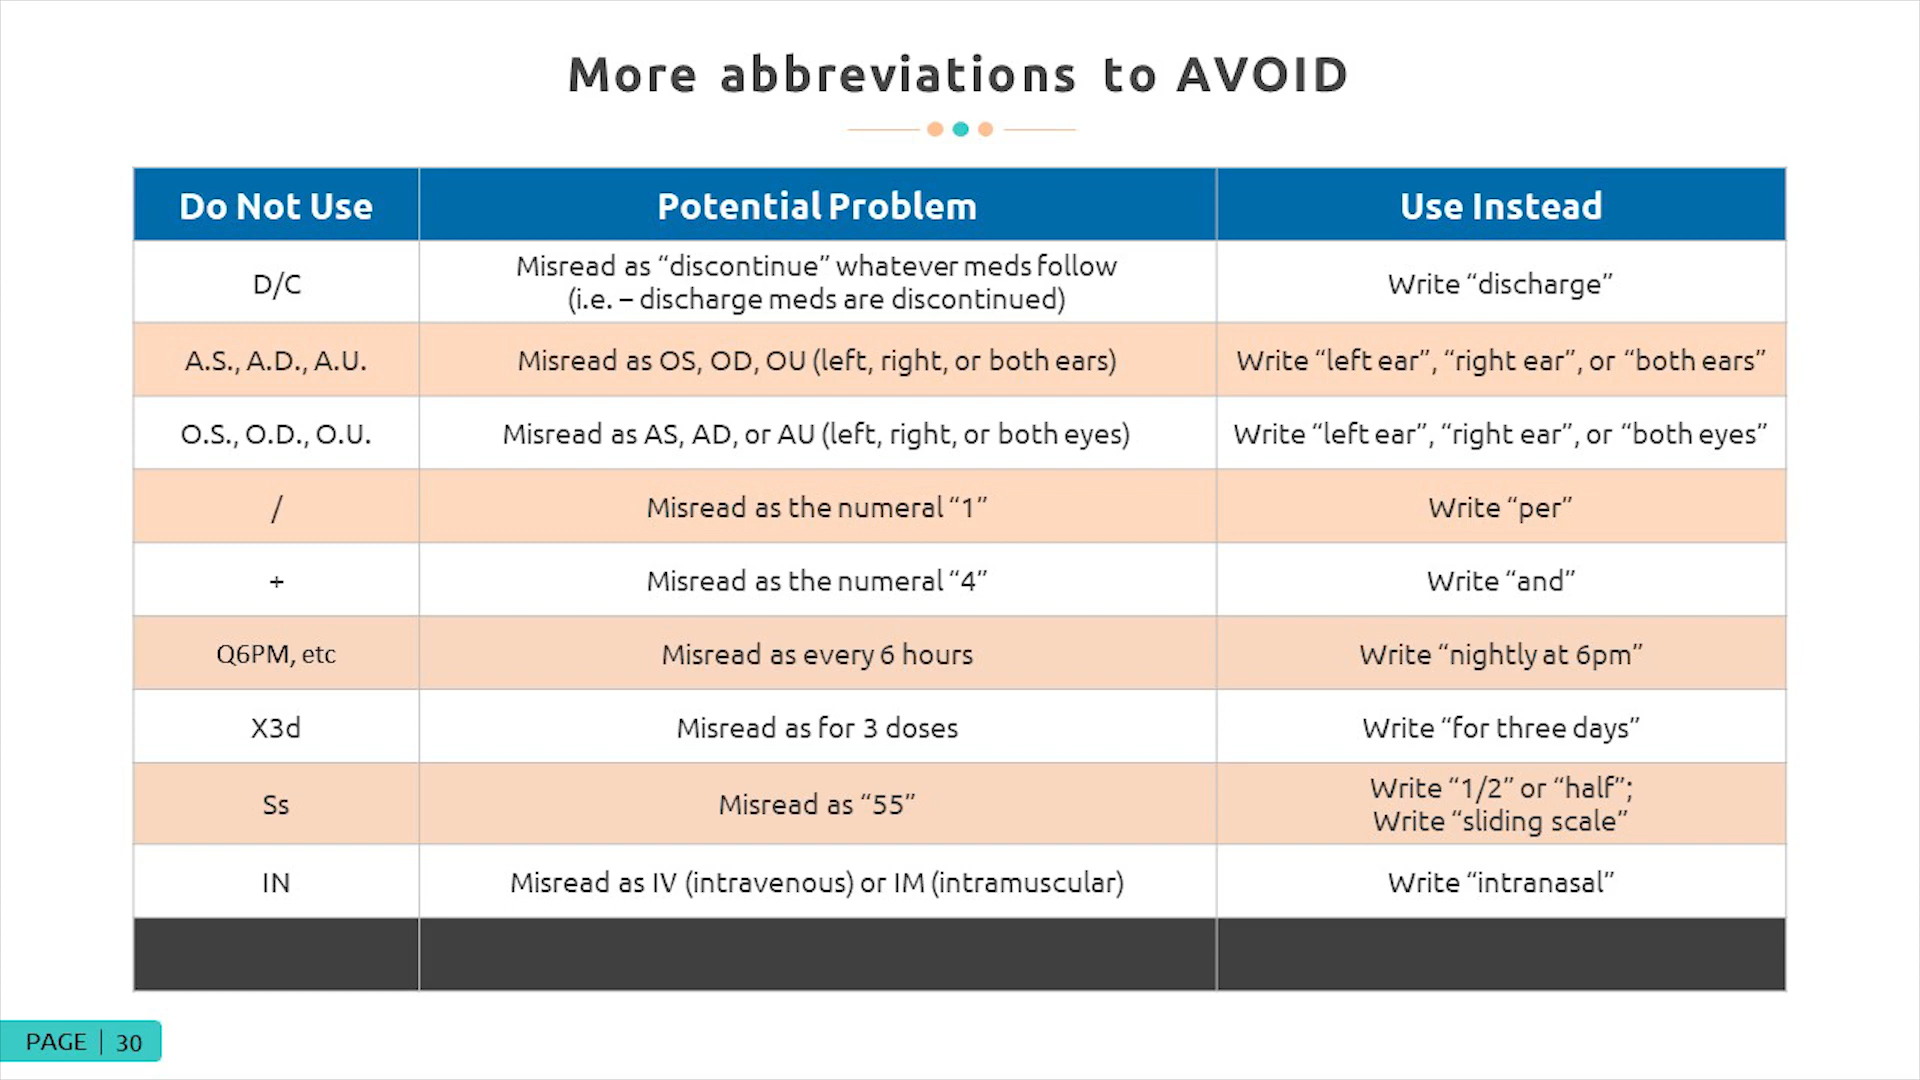 More abbreviations to AVOID
Do Not Use
Potential Problem
Use Instead
D/C
Misread as “discontinue” whatever meds follow
(i.e. – discharge meds are discontinued)
Write “discharge”
A.S., A.D., A.U.
Misread as OS, OD, OU (left, right, or both ears)
Write “left ear”, “right ear”, or “both ears”
O.S., O.D., O.U.
Misread as AS, AD, or AU (left, right, or both eyes)
Write “left ear”, “right ear”, or “both eyes”
/
Misread as the numeral “1”
Write “per”
+
Misread as the numeral “4”
Write “and”
Q6PM, etc
Misread as every 6 hours
Write “nightly at 6pm”
X3d
Misread as for 3 doses
Write “for three days”
Ss
Misread as “55”
Write “1/2” or “half”;
Write “sliding scale”
IN
Misread as IV (intravenous) or IM (intramuscular)
Write “intranasal”
PAGE | 30